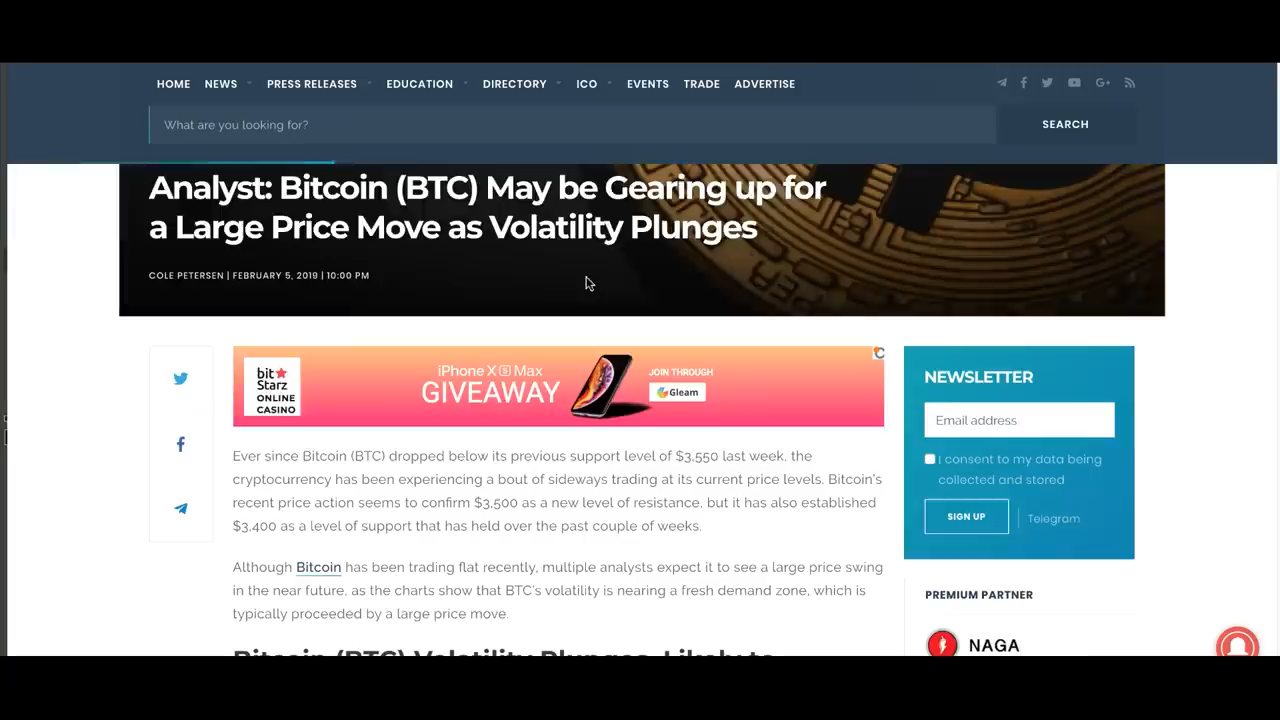 HOME NEWS PRESS RELEASES EDUCATION DIRECTORY ICO EVENTS TRADE ADVERTISE
What are you looking for?
SEARCH
Analyst: Bitcoin (BTC) May be Gearing up for
a Large Price Move as Volatility Plunges
COLE PETERSEN | FEBRUARY 5, 2019 | 10:00 PM
bit
Starz
ONLINE
CASINO
iPhone XS Max
GIVEAWAY
JOIN THROUGH
Gleam
Ever since Bitcoin (BTC) dropped below its previous support level of $3,550 last week, the
cryptocurrency has been experiencing a bout of sideways trading at its current price levels. Bitcoin's
recent price action seems to confirm $3,500 as a new level of resistance, but it has also established
$3,400 as a level of support that has held over the past couple of weeks.
Although Bitcoin has been trading flat recently, multiple analysts expect it to see a large price swing
in the near future, as the charts show that BTC's volatility is nearing a fresh demand zone, which is
typically proceeded by a large price move.
Bitcoin (BTC) Volatility Plunges, Likely to
NEWSLETTER
Email address
I consent to my data being
collected and stored
SIGN UP
Telegram
PREMIUM PARTNER
NAGA